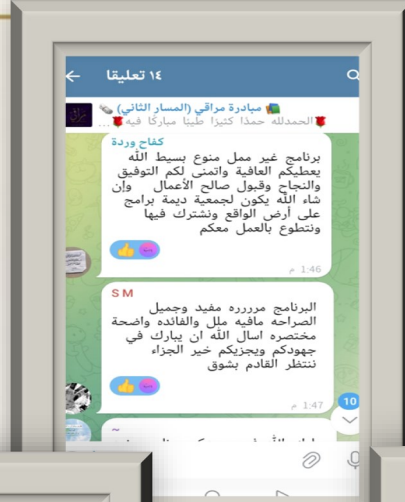 ١٤ تعليقا
مبادرة مراقي (المسار الثاني)
الحمدلله حمدًا كثيرًا طيبًا مباركًا فيه...
كفاح وردة
برنامج غير ممل منوع بسيط الله
يعطيكم العافية واتمنى لكم التوفيق
والنجاح وقبول صالح الأعمال وإن
شاء الله يكون لجمعية ديمة برامج
على أرض الواقع ونشترك فيها
ونتطوع بالعمل معكم
1:46 م
S M
البرنامج مررره مفيد وجميل
الصراحه مافيه ملل والفائده واضحة
مختصره اسال الله ان يبارك في
جهودكم ويجزيكم خير الجزاء
ننتظر القادم بشوق
1:47 م
10